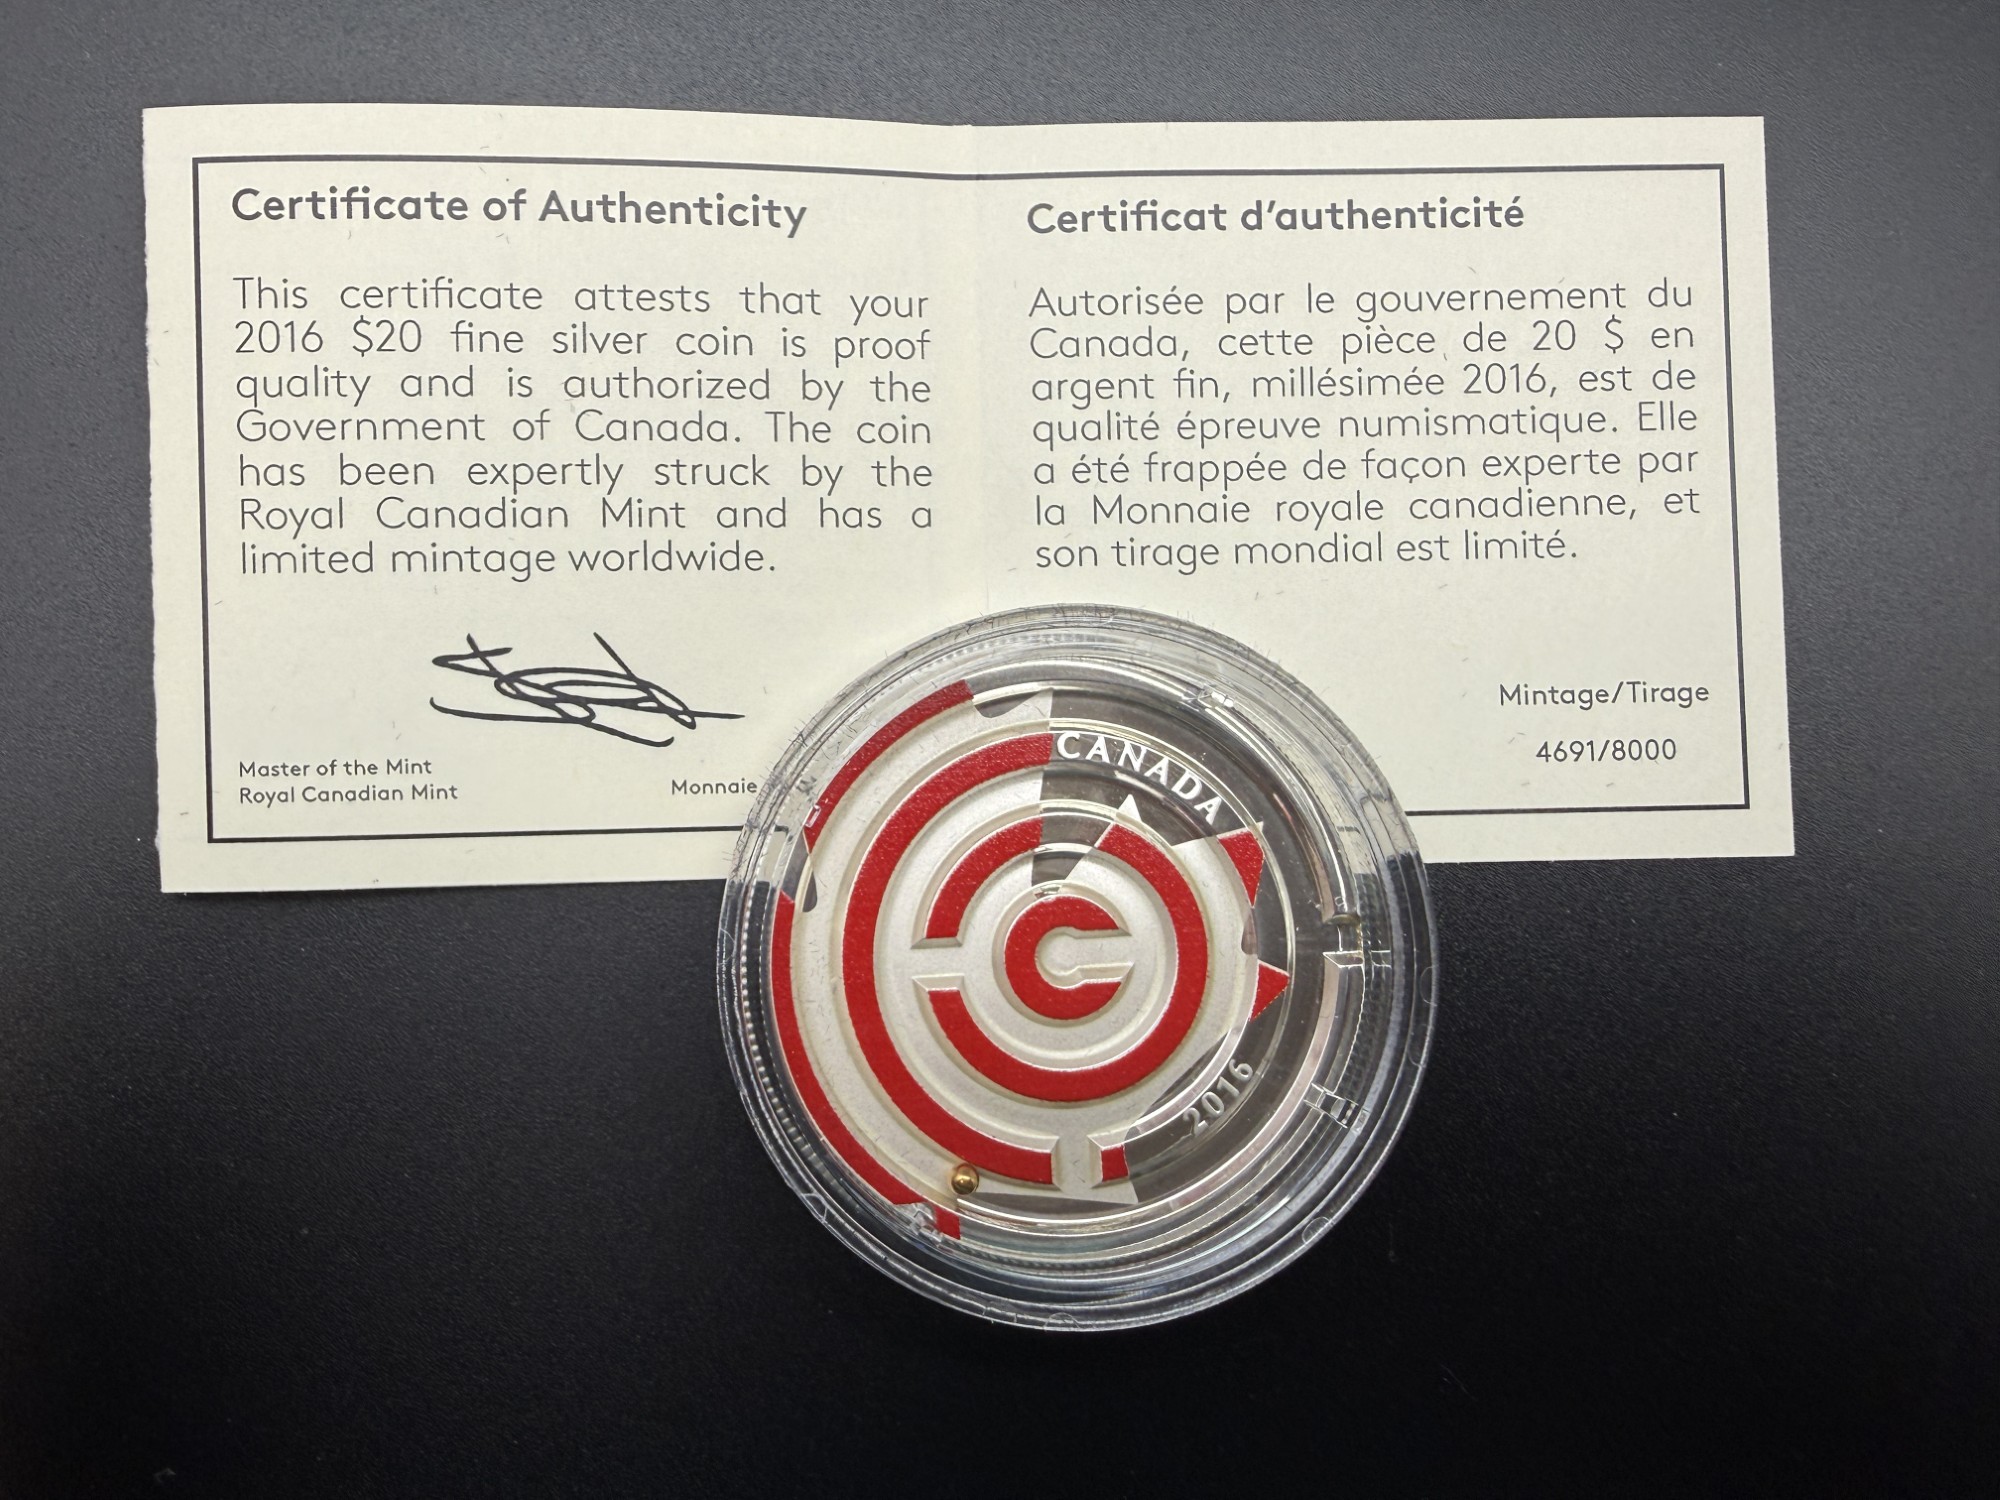 Certificate of Authenticity
This certificate attests that your
2016 $20 fine silver coin is proof
quality and is authorized by the
Government of Canada. The coin
has been expertly struck by the
Royal Canadian Mint and has a
limited mintage worldwide.
Master of the Mint
Royal Canadian Mint
Monnaie
Certificat d'authenticité
Autorisée par le gouvernement du
Canada, cette pièce de 20 $ en
argent fin, millésimée 2016, est de
qualité épreuve numismatique. Elle
a été frappée de façon experte par
la Monnaie royale canadienne, et
son tirage mondial est limité.
Mintage/Tirage
4691/8000
CANADA
2016